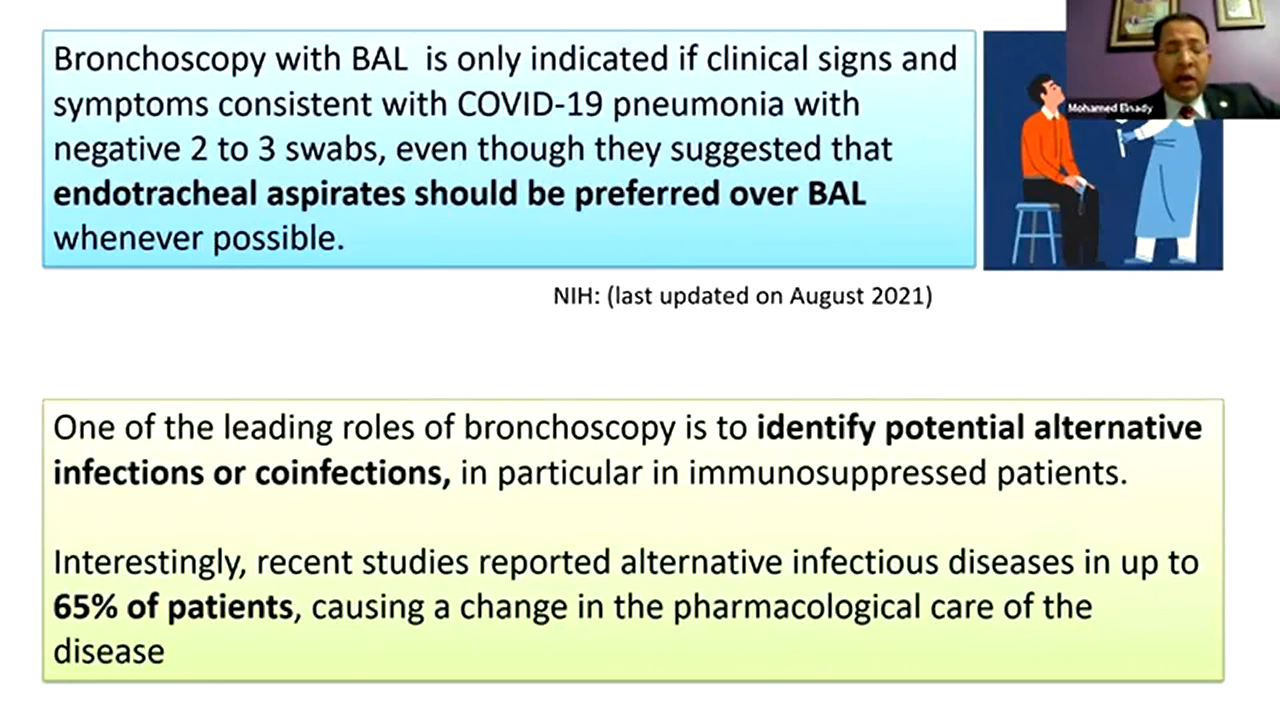 Bronchoscopy with BAL is only indicated if clinical signs and
symptoms consistent with COVID-19 pneumonia with
negative 2 to 3 swabs, even though they suggested that
endotracheal aspirates should be preferred over BAL
whenever possible.
Mohamed Elnady
NIH: (last updated on August 2021)
One of the leading roles of bronchoscopy is to identify potential alternative
infections or coinfections, in particular in immunosuppressed patients.
Interestingly, recent studies reported alternative infectious diseases in up to
65% of patients, causing a change in the pharmacological care of the
disease